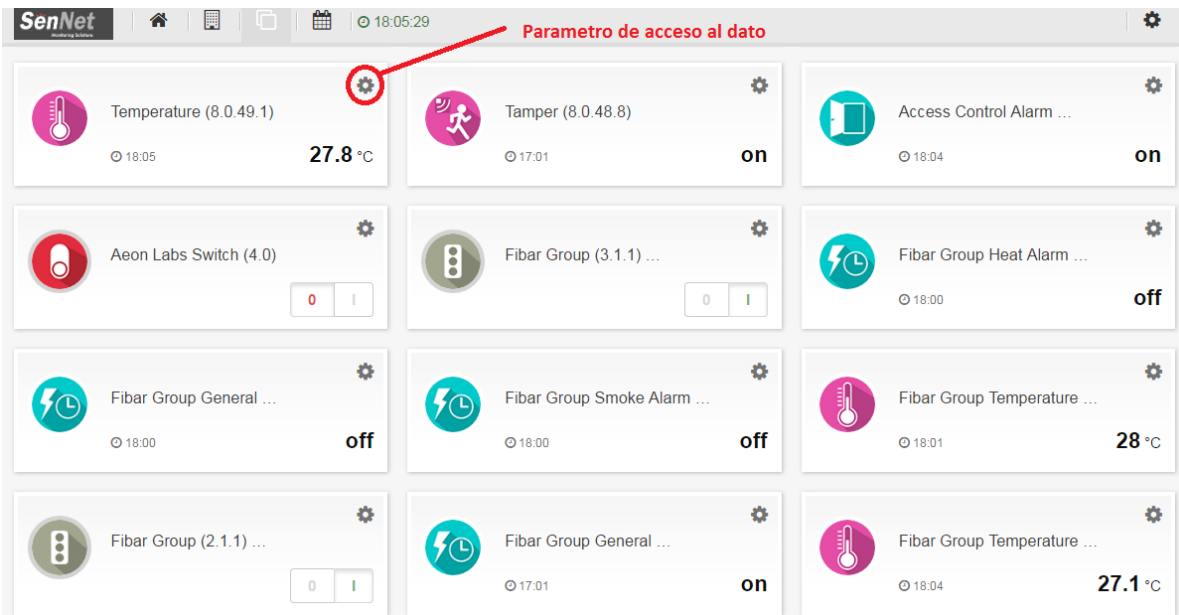 SenNet
Monitoring Solutions
18:05:29
Parametro de acceso al dato
Temperature (8.0.49.1)
18:05
27.8 °C
Tamper (8.0.48.8)
17:01
on
Access Control Alarm ...
18:04
on
Aeon Labs Switch (4.0)
0 I
Fibar Group (3.1.1) ...
0 I
Fibar Group Heat Alarm ...
18:00
off
Fibar Group General ...
18:00
off
Fibar Group Smoke Alarm ...
18:00
off
Fibar Group Temperature ...
18:01
28 °C
Fibar Group (2.1.1) ...
0 I
Fibar Group General ...
17:01
on
Fibar Group Temperature ...
18:04
27.1 °C